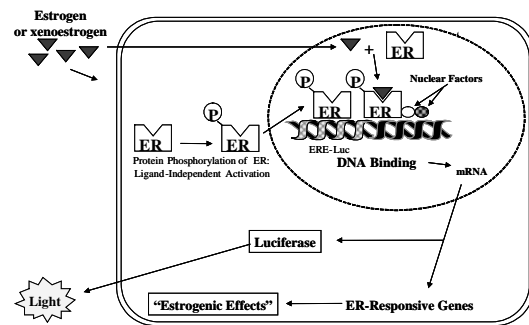 Estrogen
or xenoestrogen
+
ER
P
P
Nuclear Factors
ER
ER
P
ER
ER
ERE-Luc
Protein Phosphorylation of ER:
Ligand-Independent Activation
DNA Binding
mRNA
Luciferase
Light
"Estrogenic Effects"
ER-Responsive Genes